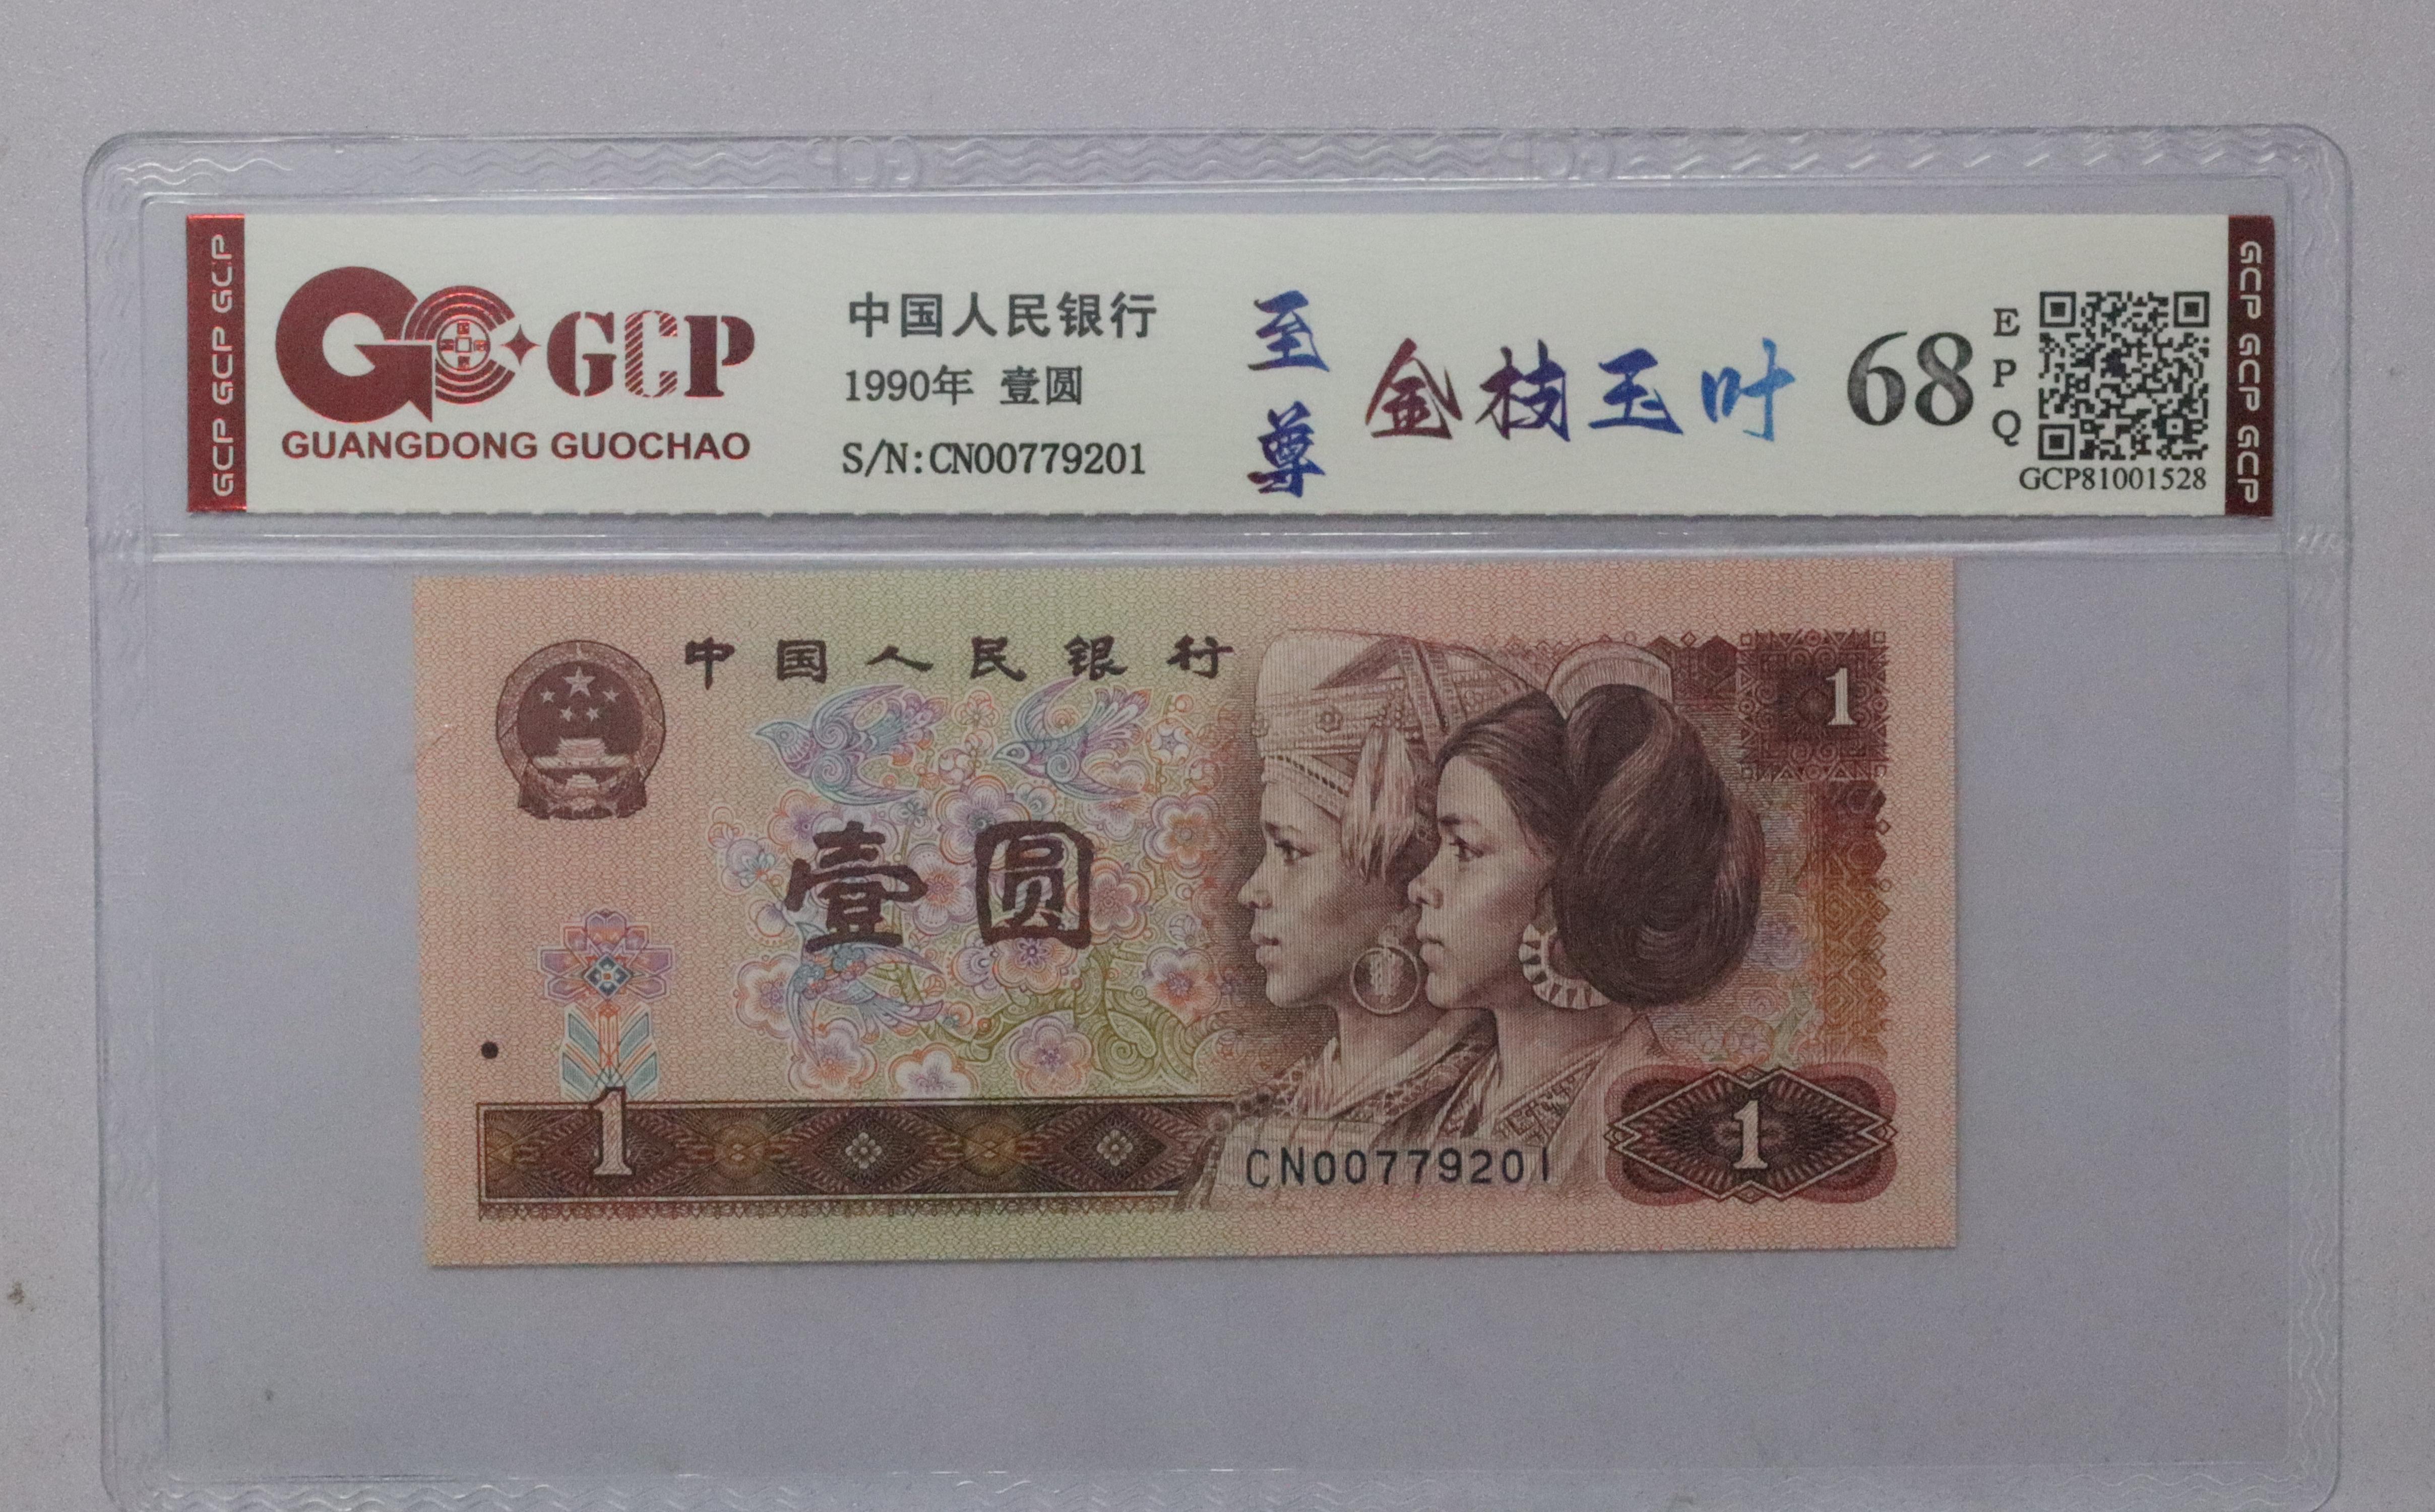 GCP GCP GCP
GCP
GUANGDONG GUOCHAO
中国人民银行
1990年 壹圆
S/N:CN00779201
至尊
金枝玉叶
68
EPQ
GCP81001528
GCP GCP GCP
中国人民银行
1
壹圆
1
CN00779201
1